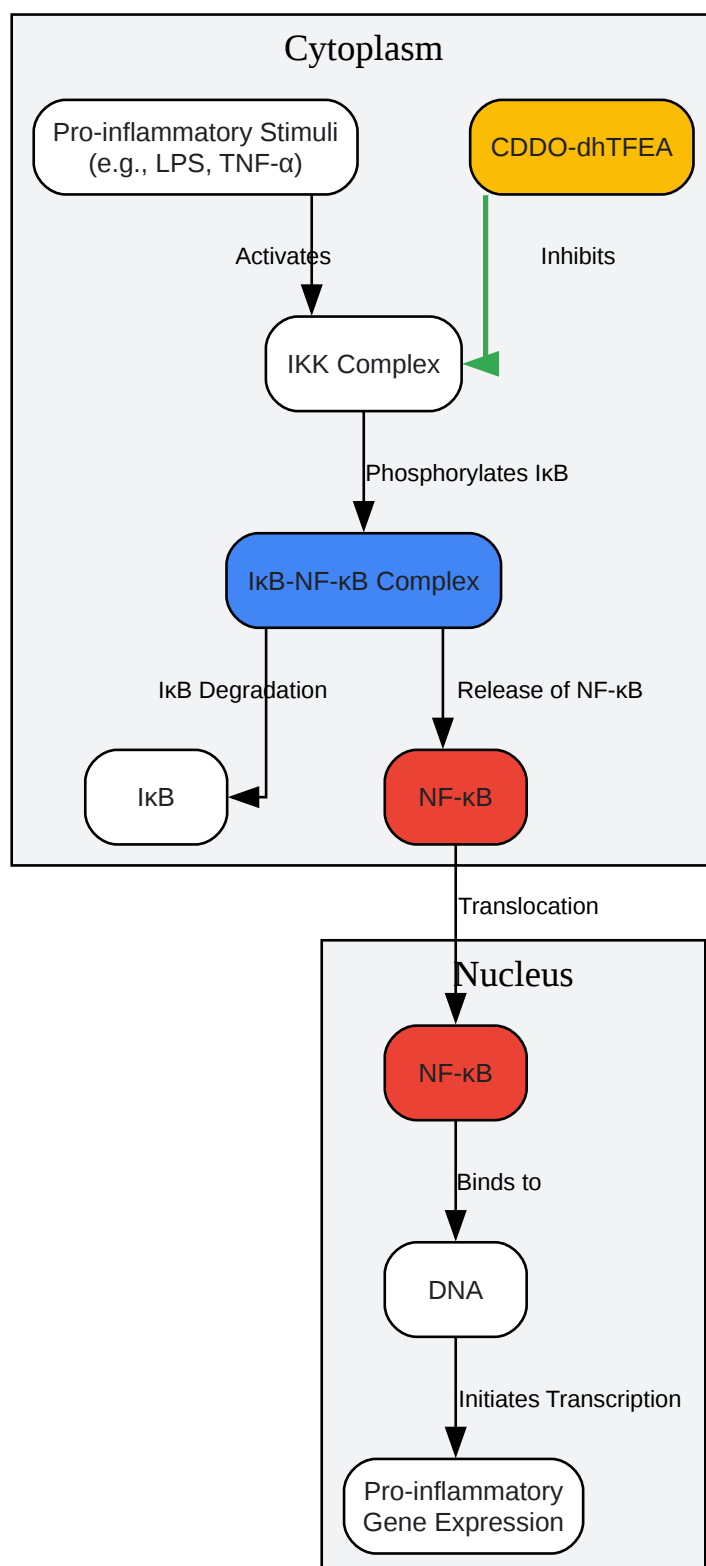 Cytoplasm
Pro-inflammatory Stimuli
(e.g., LPS, TNF-α)
CDDO-dhTFEA
Activates
Inhibits
IKK Complex
Phosphorylates IκB
IκB-NF-κB Complex
IκB Degradation
Release of NF-κB
IκB
NF-κB
Translocation
Nucleus
NF-κB
Binds to
DNA
Initiates Transcription
Pro-inflammatory
Gene Expression